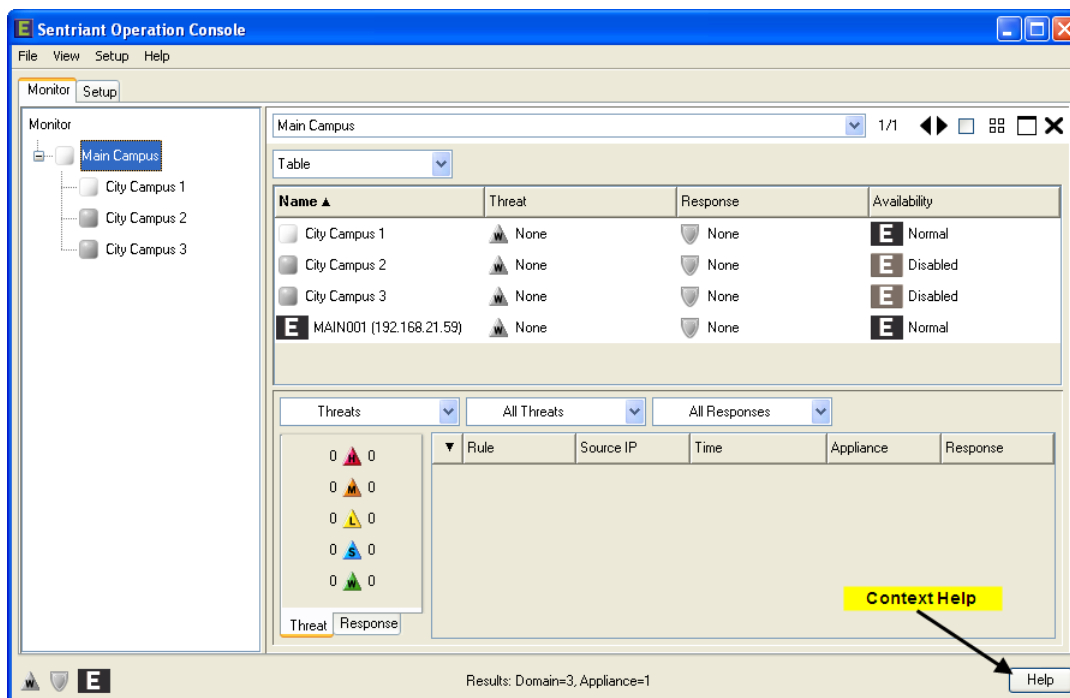 E Sentriant Operation Console
File View Setup Help
Monitor Setup
Monitor
Main Campus
City Campus 1
City Campus 2
City Campus 3
Main Campus 1/1
Table
Name ▲ Threat Response Availability
City Campus 1 W None None E Normal
City Campus 2 W None None E Disabled
City Campus 3 W None None E Disabled
E MAIN001 (192.168.21.59) W None None E Normal
Threats All Threats All Responses
▼ Rule Source IP Time Appliance Response
0 H 0
0 M 0
0 L 0
0 S 0
0 W 0
Threat Response
Context Help
W E Results: Domain=3, Appliance=1 Help